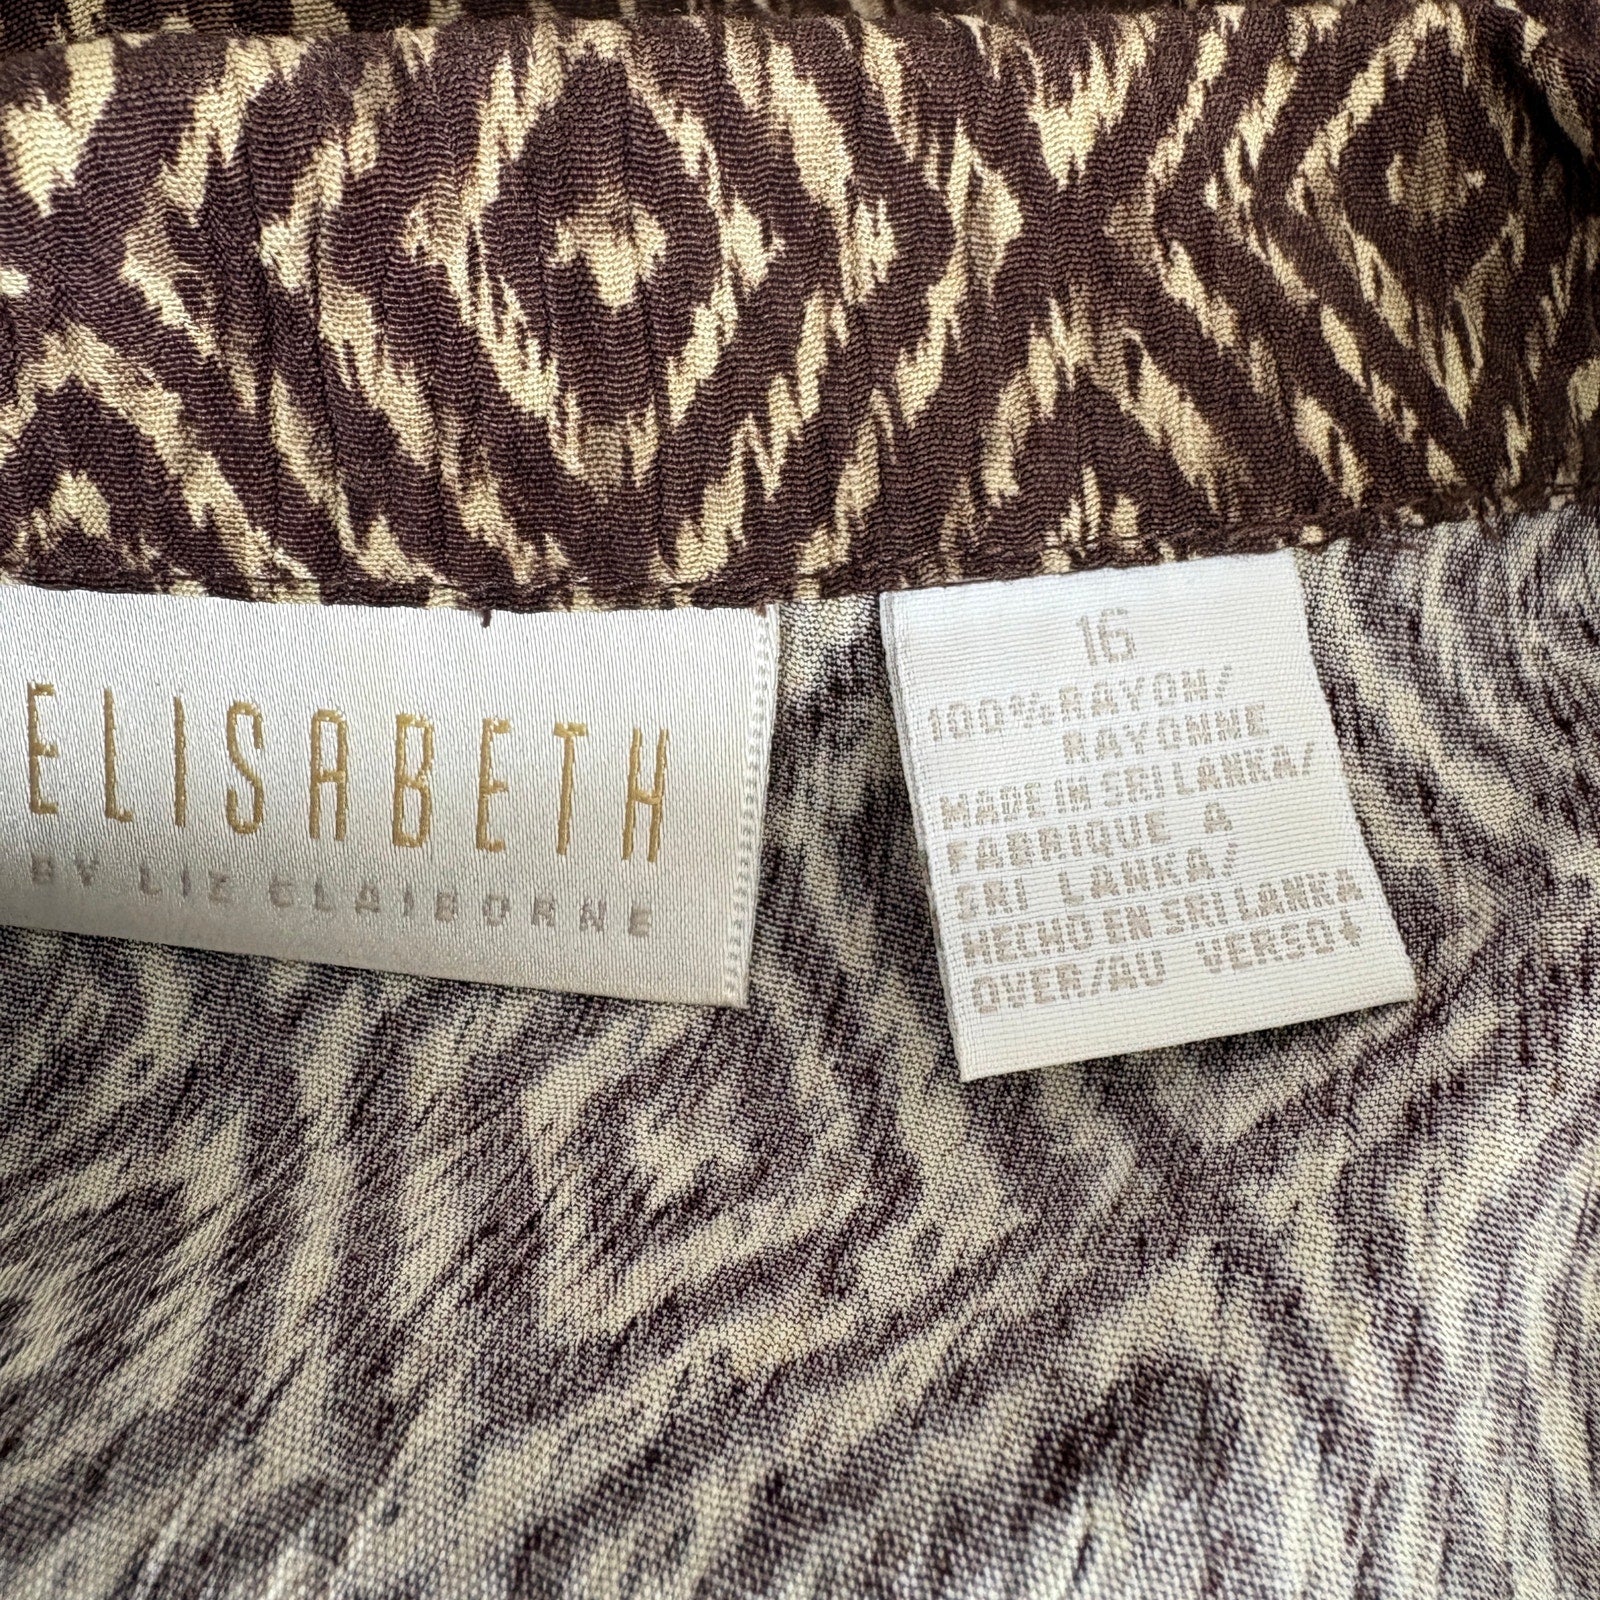 ELISABETH
BY LIZ CLAIBORNE
16
100% RAYON/
RAYONNE
MADE IN SRI LANKA/
FABRIQUE A
SRI LANKA/
HECHO EN SRI LANKA
OVER/AU VERSO→